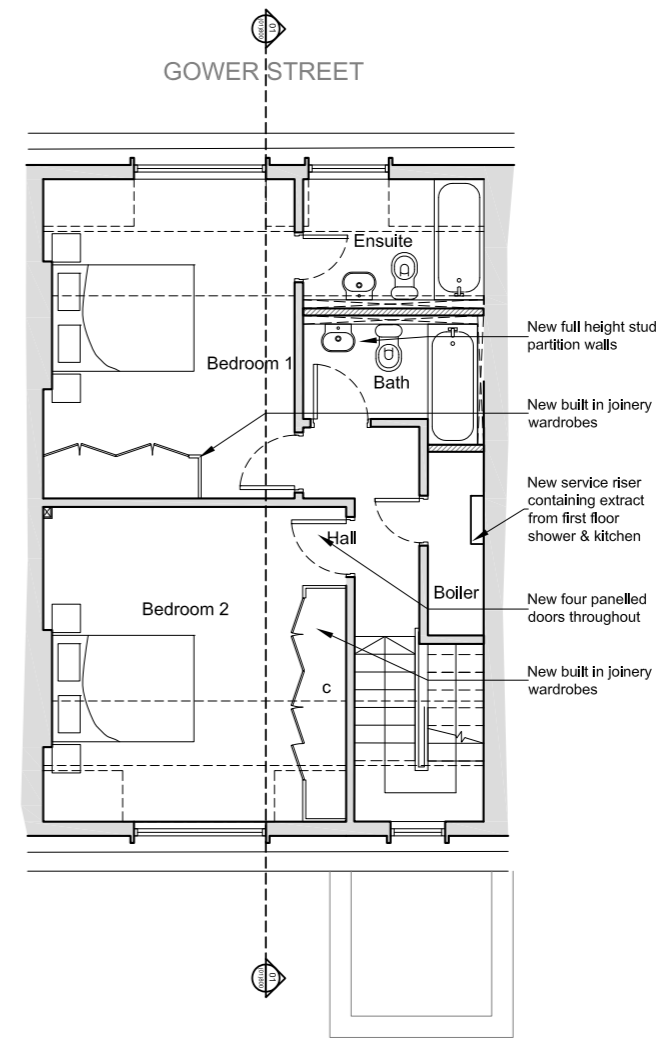 01
GOWER STREET
Ensuite
New full height stud
partition walls
Bedroom 1
Bath
New built in joinery
wardrobes
New service riser
containing extract
from first floor
shower & kitchen
Hall
Boiler
New four panelled
doors throughout
Bedroom 2
New built in joinery
wardrobes
c
01